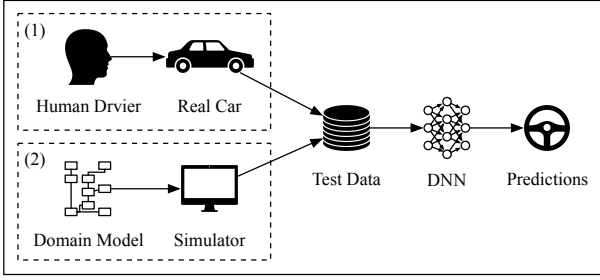 (1)
Human Drvier Real Car
(2)
Domain Model Simulator
Test Data DNN Predictions